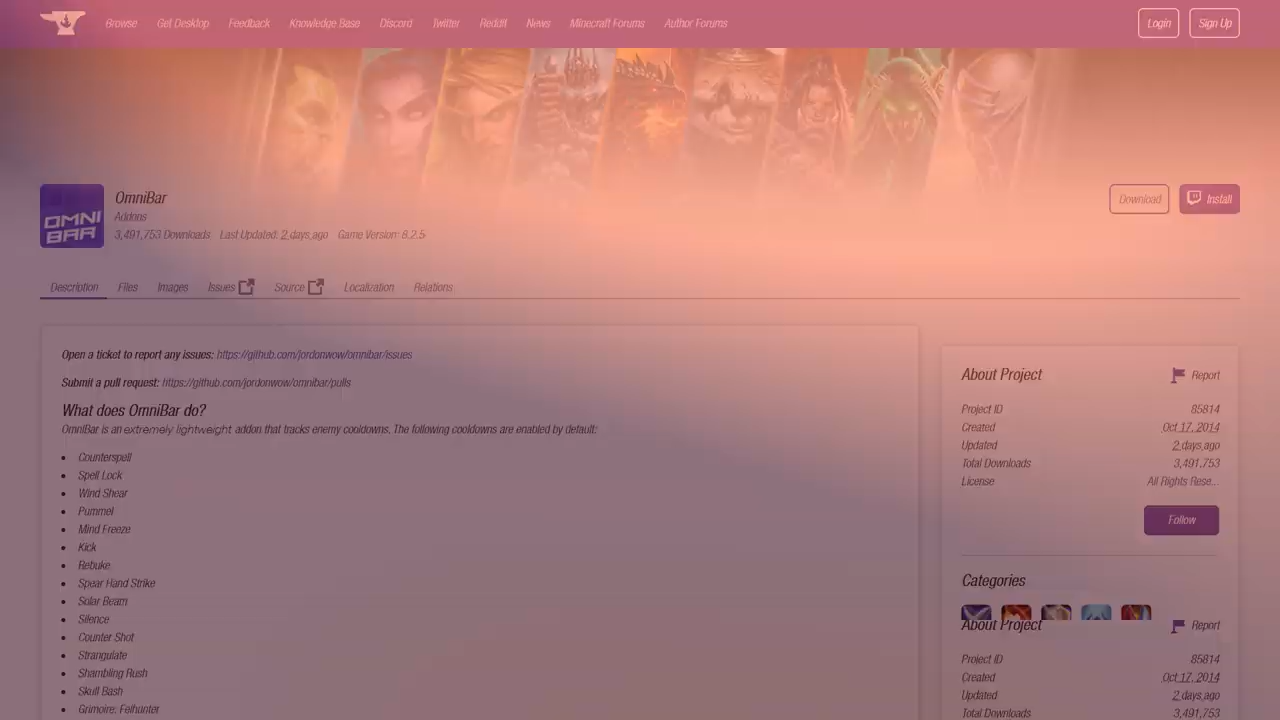 Browse Get Desktop Feedback Knowledge Base Discord Twitter Reddit News Minecraft Forums Author Forums Login Sign Up
OMNI
BAR
OmniBar
Addons
3,491,753 Downloads Last Updated: 2 days ago Game Version: 8.2.5
Download Install
Description Files Images Issues Source Localization Relations
Open a ticket to report any issues: https://github.com/jordonwow/omnibar/issues
Submit a pull request: https://github.com/jordonwow/omnibar/pulls
What does OmniBar do?
OmniBar is an extremely lightweight addon that tracks enemy cooldowns. The following cooldowns are enabled by default:
Counterspell
Spell Lock
Wind Shear
Pummel
Mind Freeze
Kick
Rebuke
Spear Hand Strike
Solar Beam
Silence
Counter Shot
Strangulate
Shambling Rush
Skull Bash
Grimoire: Felhunter
About Project Report
Project ID 85814
Created Oct 17, 2014
Updated 2 days ago
Total Downloads 3,491,753
License All Rights Rese...
Follow
Categories
About Project Report
Project ID 85814
Created Oct 17, 2014
Updated 2 days ago
Total Downloads 3,491,753